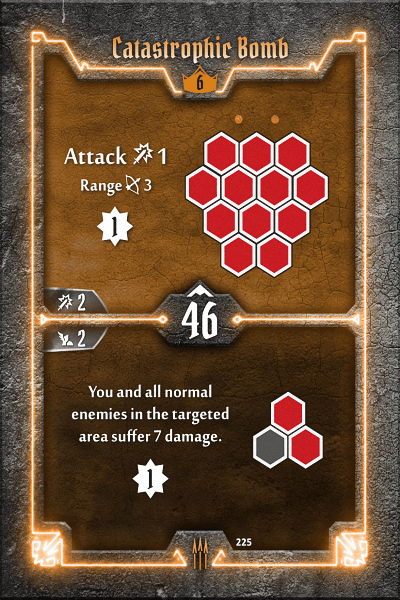 Catastrophic Bomb
6
Attack 1
Range 3
1
2
46
2
You and all normal
enemies in the targeted
area suffer 7 damage.
1
225